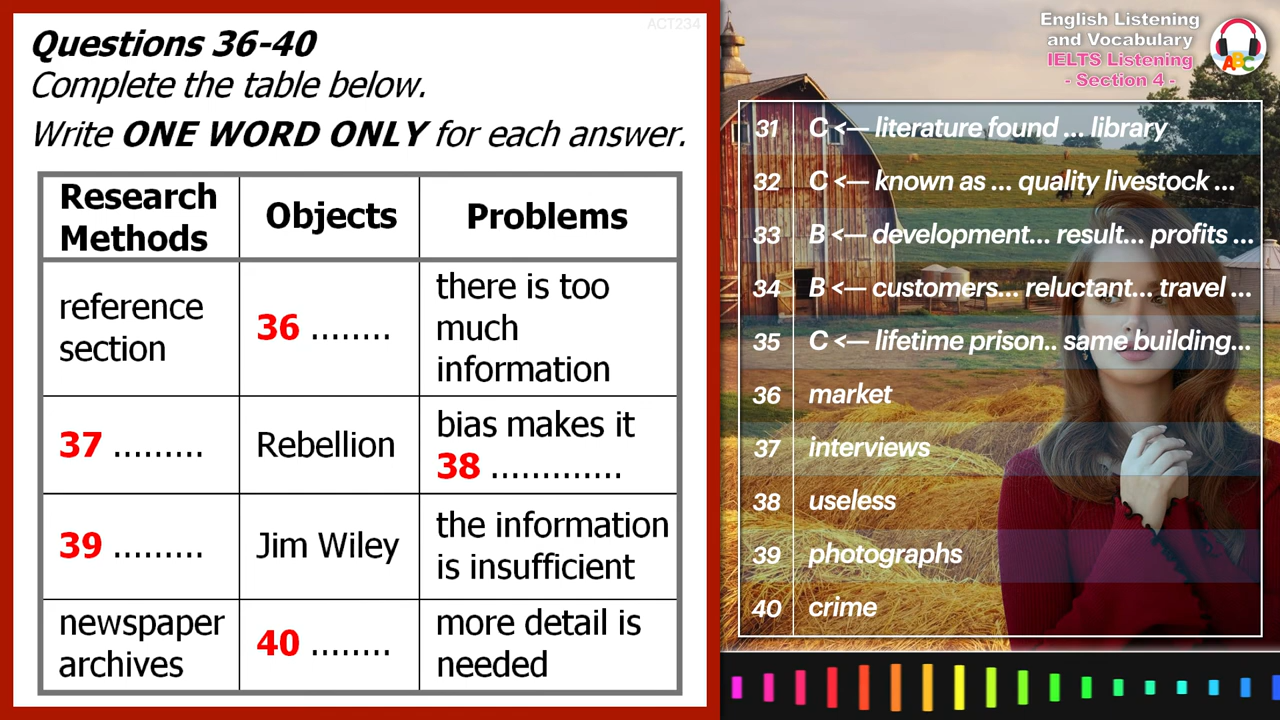 ACT234
Questions 36-40
Complete the table below.
Write ONE WORD ONLY for each answer.
Research
Methods
Objects
Problems
reference
section
36 ........
there is too
much
information
37 .........
Rebellion
bias makes it
38 .............
39 .........
Jim Wiley
the information
is insufficient
newspaper
archives
40 ........
more detail is
needed
English Listening
and Vocabulary
IELTS Listening
- Section 4 -
ABC
31 C <— literature found ... library
32 C <— known as ... quality livestock ...
33 B <— development... result... profits ...
34 B <— customers... reluctant... travel ...
35 C <— lifetime prison.. same building...
36 market
37 interviews
38 useless
39 photographs
40 crime